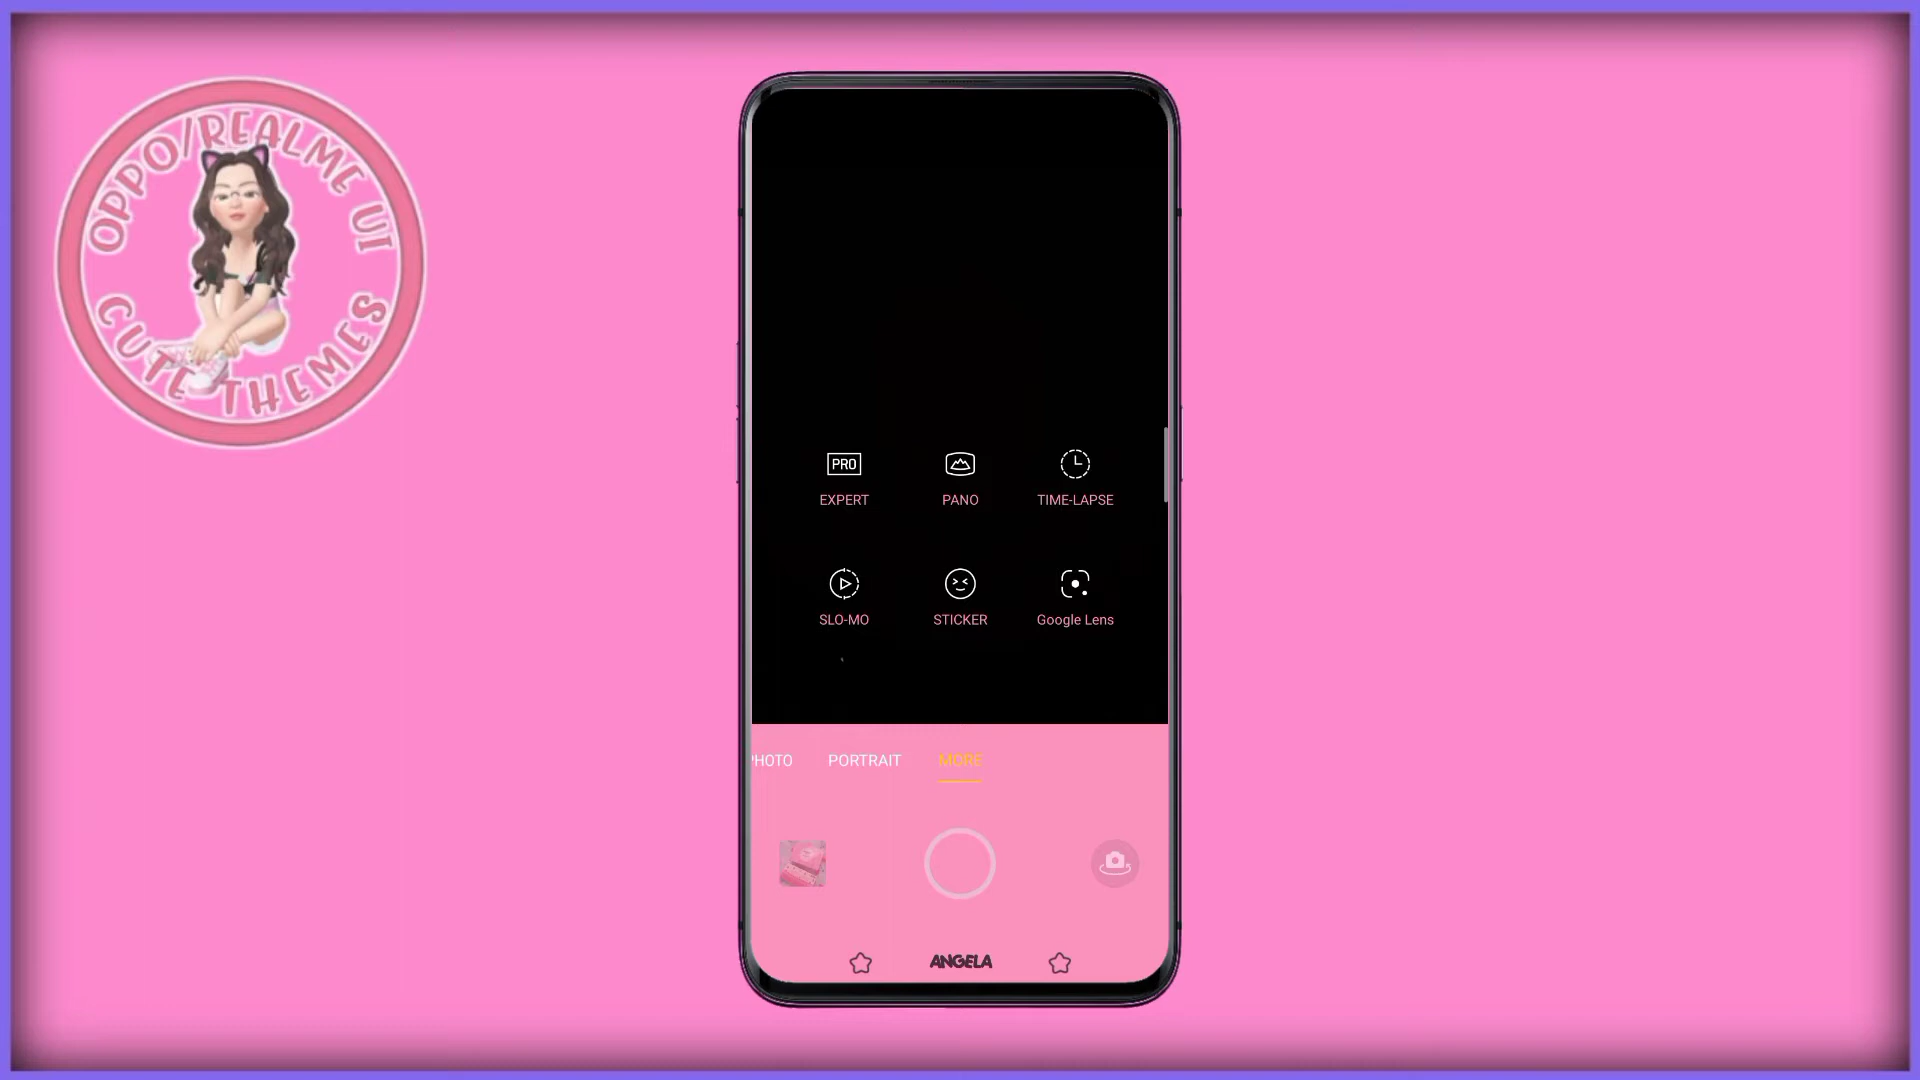 OPPO/REALME UI
CUTE THEMES
PRO
EXPERT
PANO
TIME-LAPSE
SLO-MO
STICKER
Google Lens
HOTO PORTRAIT MORE
ANGELA